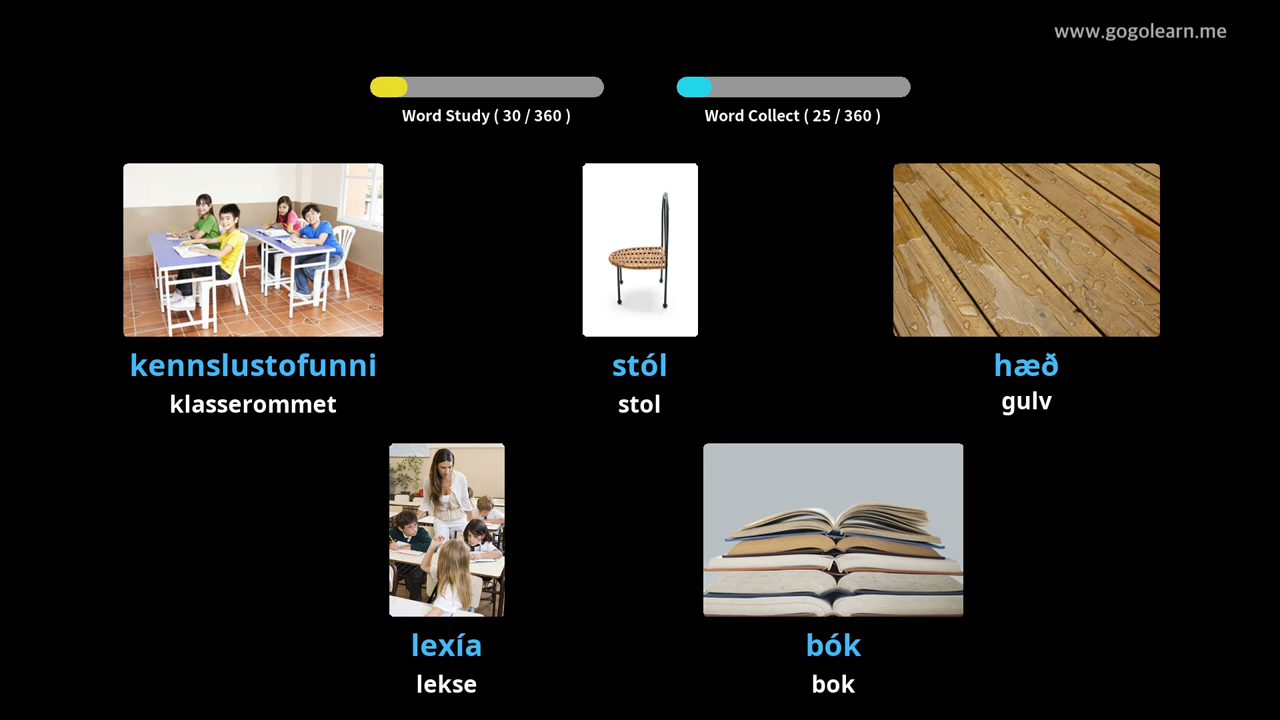 www.gogolearn.me
Word Study ( 30 / 360 )
Word Collect ( 25 / 360 )
kennslustofunni
klasserommet
stól
stol
hæð
gulv
lexía
lekse
bók
bok